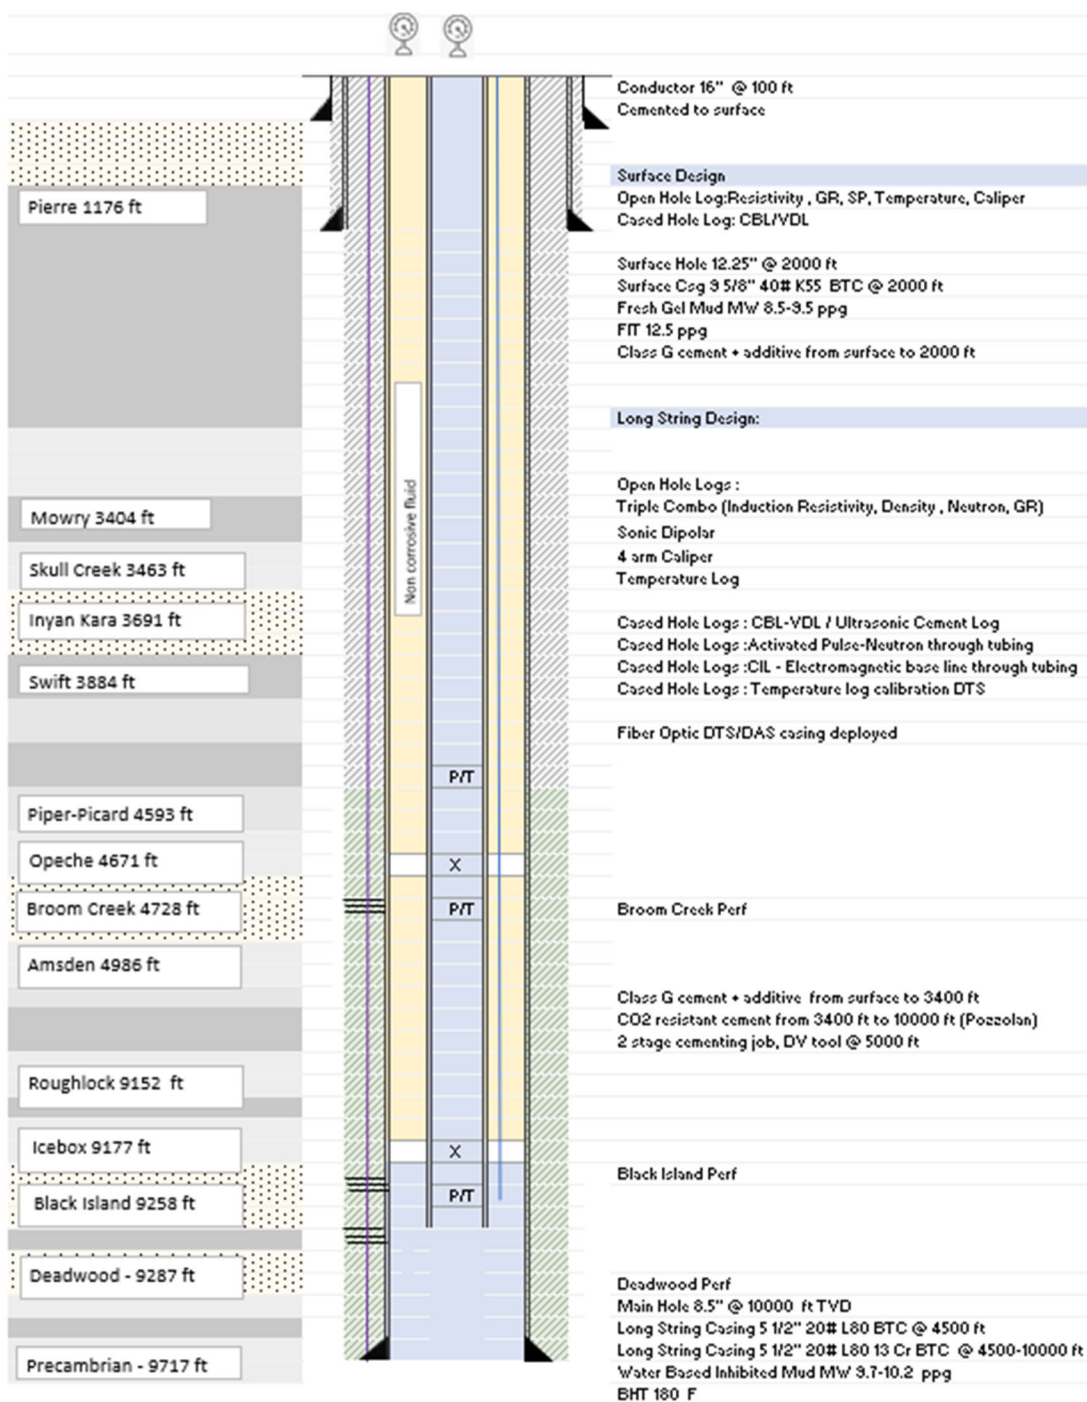 Conductor 16" @ 100 ft
Cemented to surface
Surface Design
Pierre 1176 ft
Open Hole Log:Resistivity , GR, SP, Temperature, Caliper
Cased Hole Log: CBL/VDL
Surface Hole 12.25" @ 2000 ft
Surface Csg 9 5/8" 40# K55 BTC @ 2000 ft
Fresh Gel Mud MW 8.5-9.5 ppg
FIT 12.5 ppg
Class G cement + additive from surface to 2000 ft
Long String Design:
Non corrosive fluid
Open Hole Logs :
Triple Combo (Induction Resistivity, Density , Neutron, GR)
Mowry 3404 ft
Sonic Dipolar
4 arm Caliper
Skull Creek 3463 ft
Temperature Log
Inyan Kara 3691 ft
Cased Hole Logs : CBL-VDL / Ultrasonic Cement Log
Cased Hole Logs :Activated Pulse-Neutron through tubing
Cased Hole Logs :CIL - Electromagnetic base line through tubing
Swift 3884 ft
Cased Hole Logs : Temperature log calibration DTS
Fiber Optic DTS/DAS casing deployed
P/T
Piper-Picard 4593 ft
Opeche 4671 ft
X
Broom Creek 4728 ft
P/T
Broom Creek Perf
Amsden 4986 ft
Class G cement + additive from surface to 3400 ft
CO2 resistant cement from 3400 ft to 10000 ft (Pozzolan)
2 stage cementing job, DV tool @ 5000 ft
Roughlock 9152 ft
Icebox 9177 ft
X
Black Island Perf
Black Island 9258 ft
P/T
Deadwood - 9287 ft
Deadwood Perf
Main Hole 8.5" @ 10000 ft TVD
Long String Casing 5 1/2" 20# L80 BTC @ 4500 ft
Long String Casing 5 1/2" 20# L80 13 Cr BTC @ 4500-10000 ft
Precambrian - 9717 ft
Water Based Inhibited Mud MW 9.7-10.2 ppg
BHT 180 F